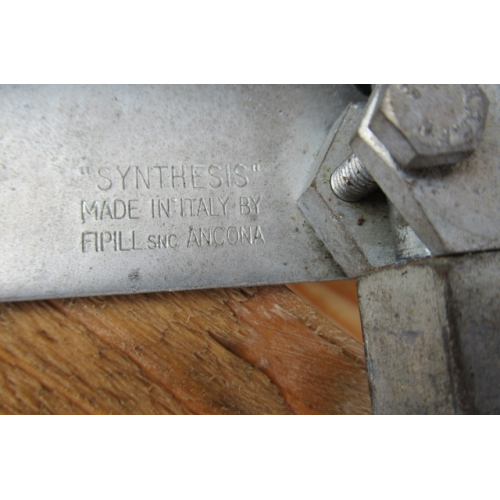 "SYNTHESIS"
MADE IN ITALY BY
FIPILL SNC ANCONA